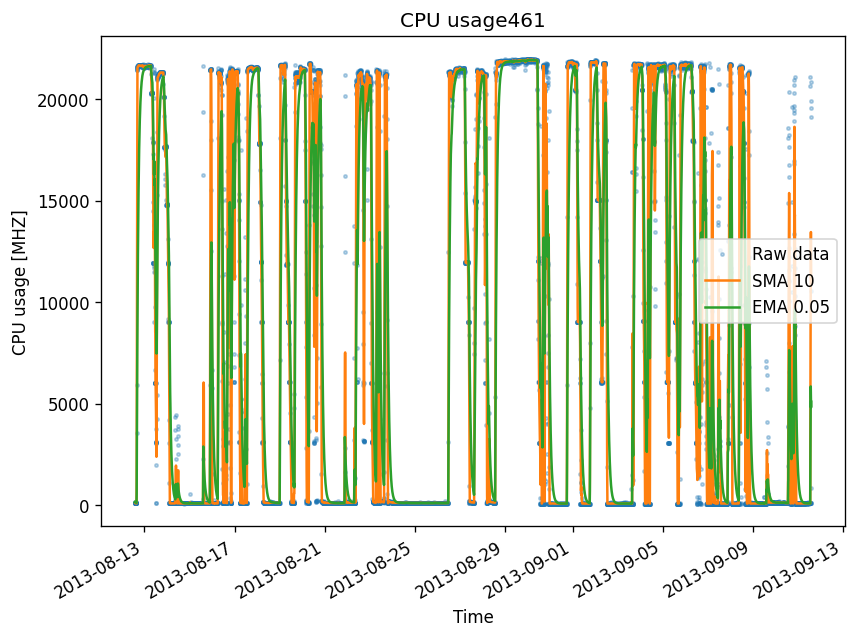 CPU usage461
CPU usage [MHZ]
20000
15000
10000
5000
0
Raw data
SMA 10
EMA 0.05
2013-08-13
2013-08-17
2013-08-21
2013-08-25
2013-08-29
2013-09-01
2013-09-05
2013-09-09
2013-09-13
Time